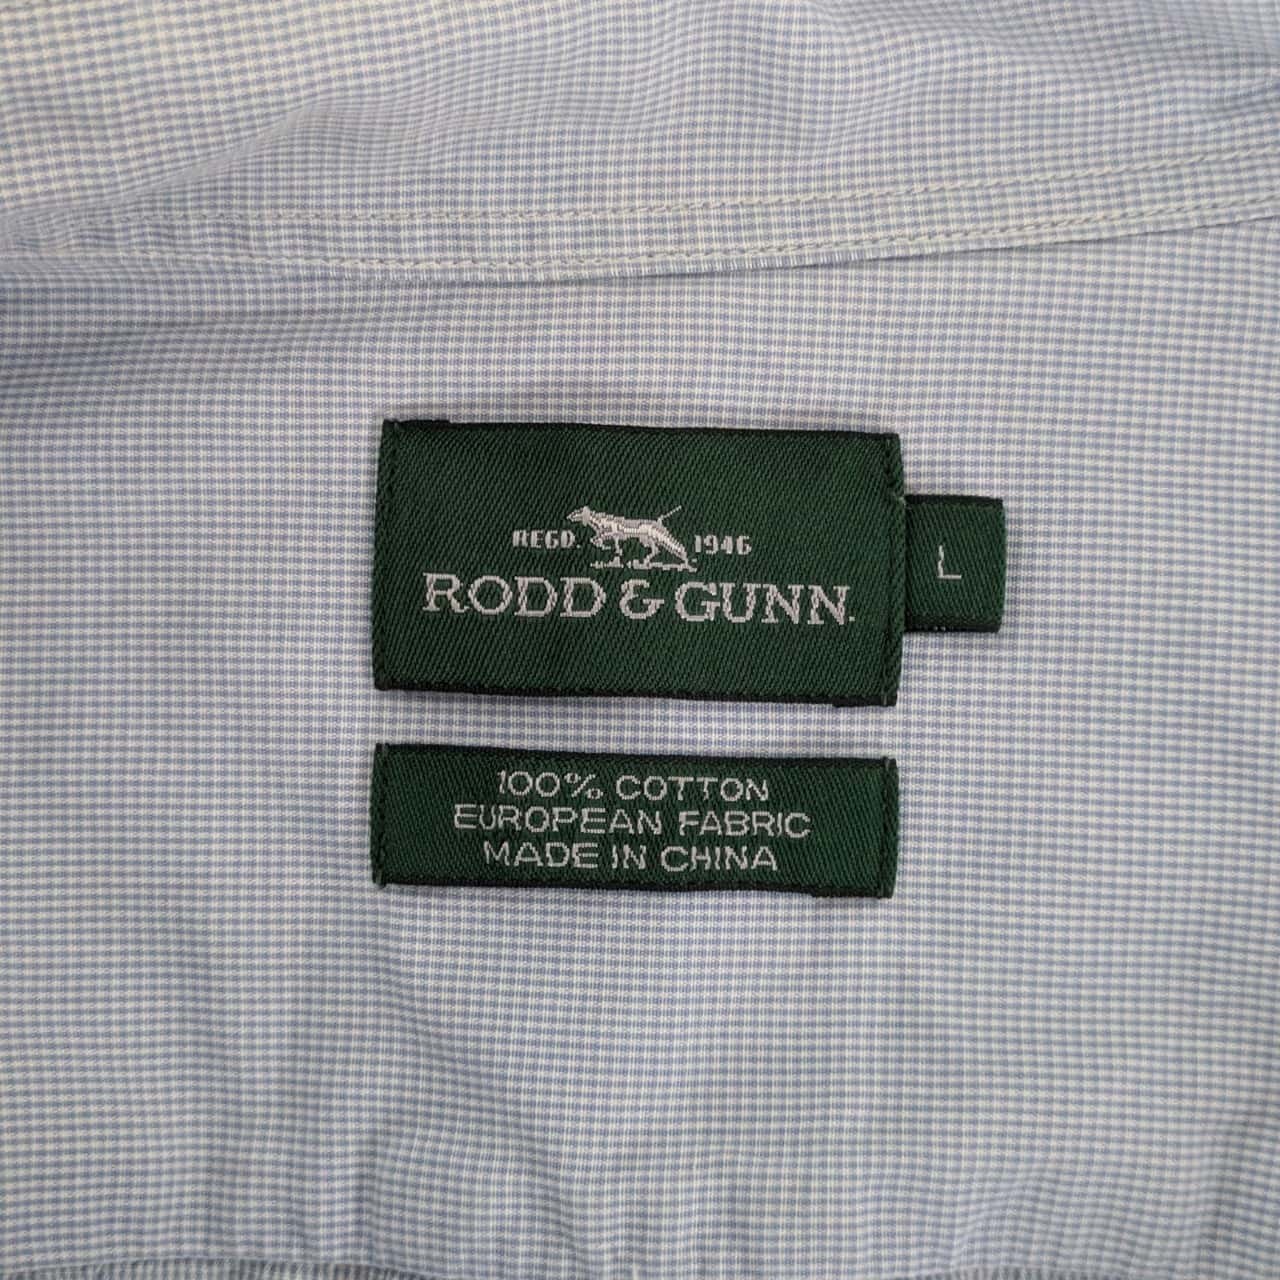 REGD. 1946
RODD & GUNN.
L
100% COTTON
EUROPEAN FABRIC
MADE IN CHINA